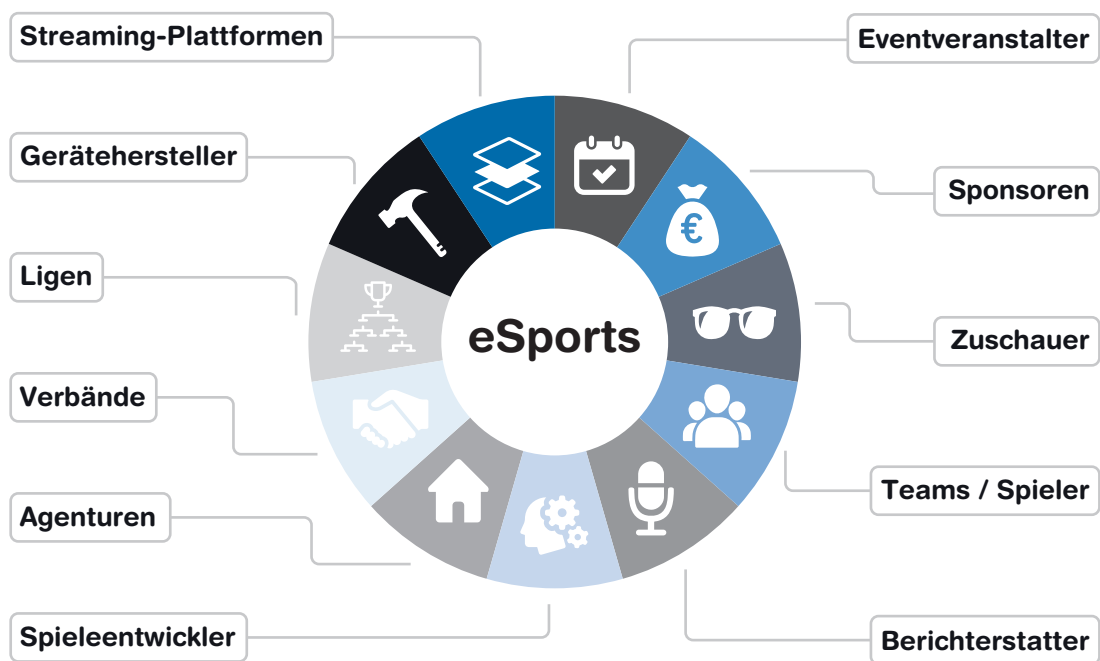 Streaming-Plattformen
Eventveranstalter
Gerätehersteller
Sponsoren
Ligen
eSports
Zuschauer
Verbände
Teams / Spieler
Agenturen
Spieleentwickler
Berichterstatter
€